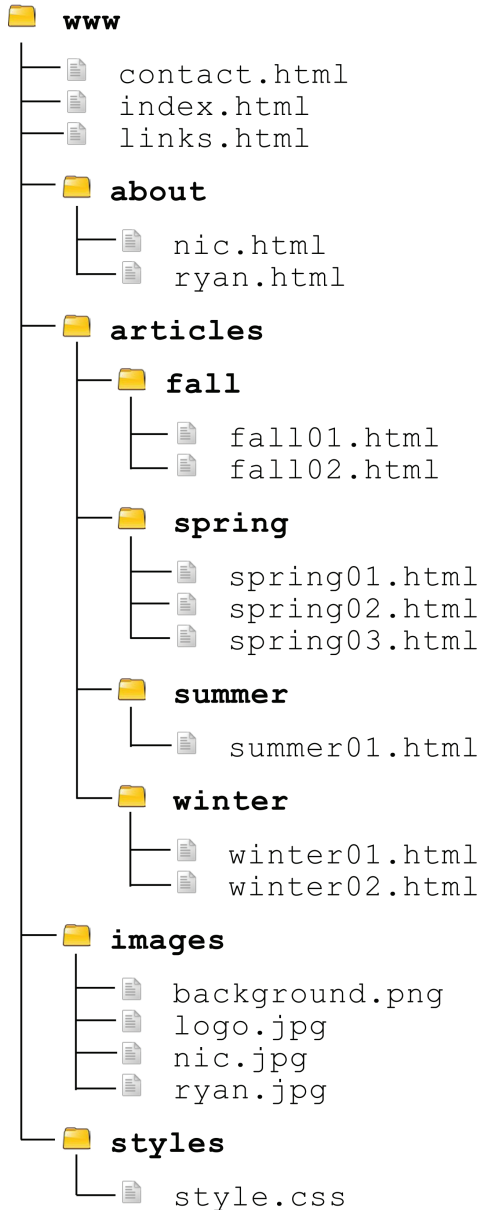 www
contact.html
index.html
links.html
about
nic.html
ryan.html
articles
fall
fall01.html
fall02.html
spring
spring01.html
spring02.html
spring03.html
summer
summer01.html
winter
winter01.html
winter02.html
images
background.png
logo.jpg
nic.jpg
ryan.jpg
styles
style.css